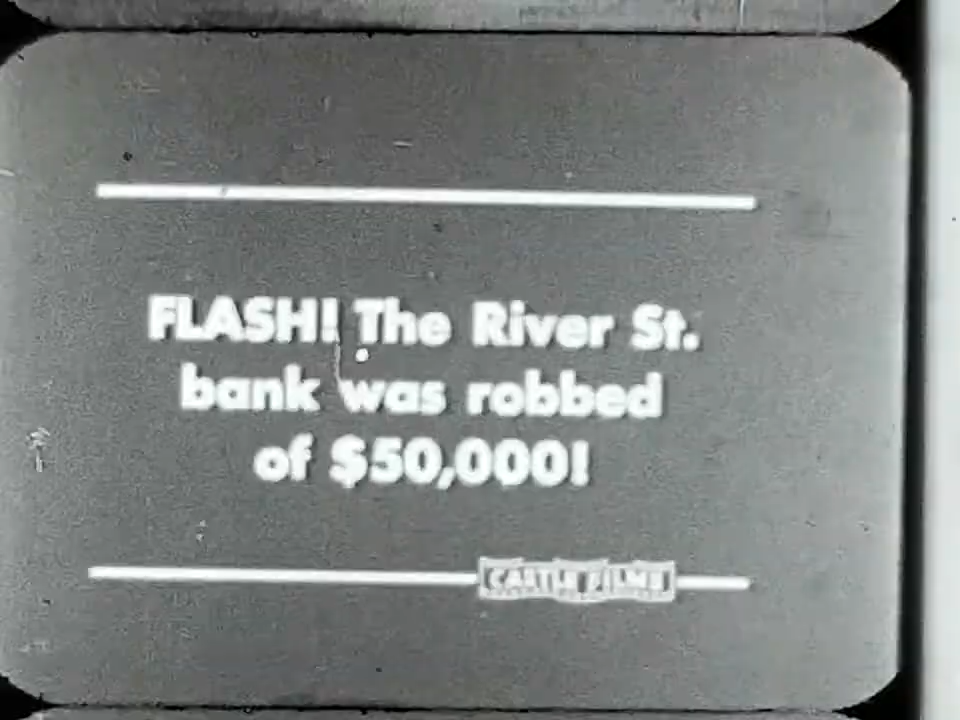 FLASH! The River St.
bank was robbed
of $50,000!
CASTLE FILMS